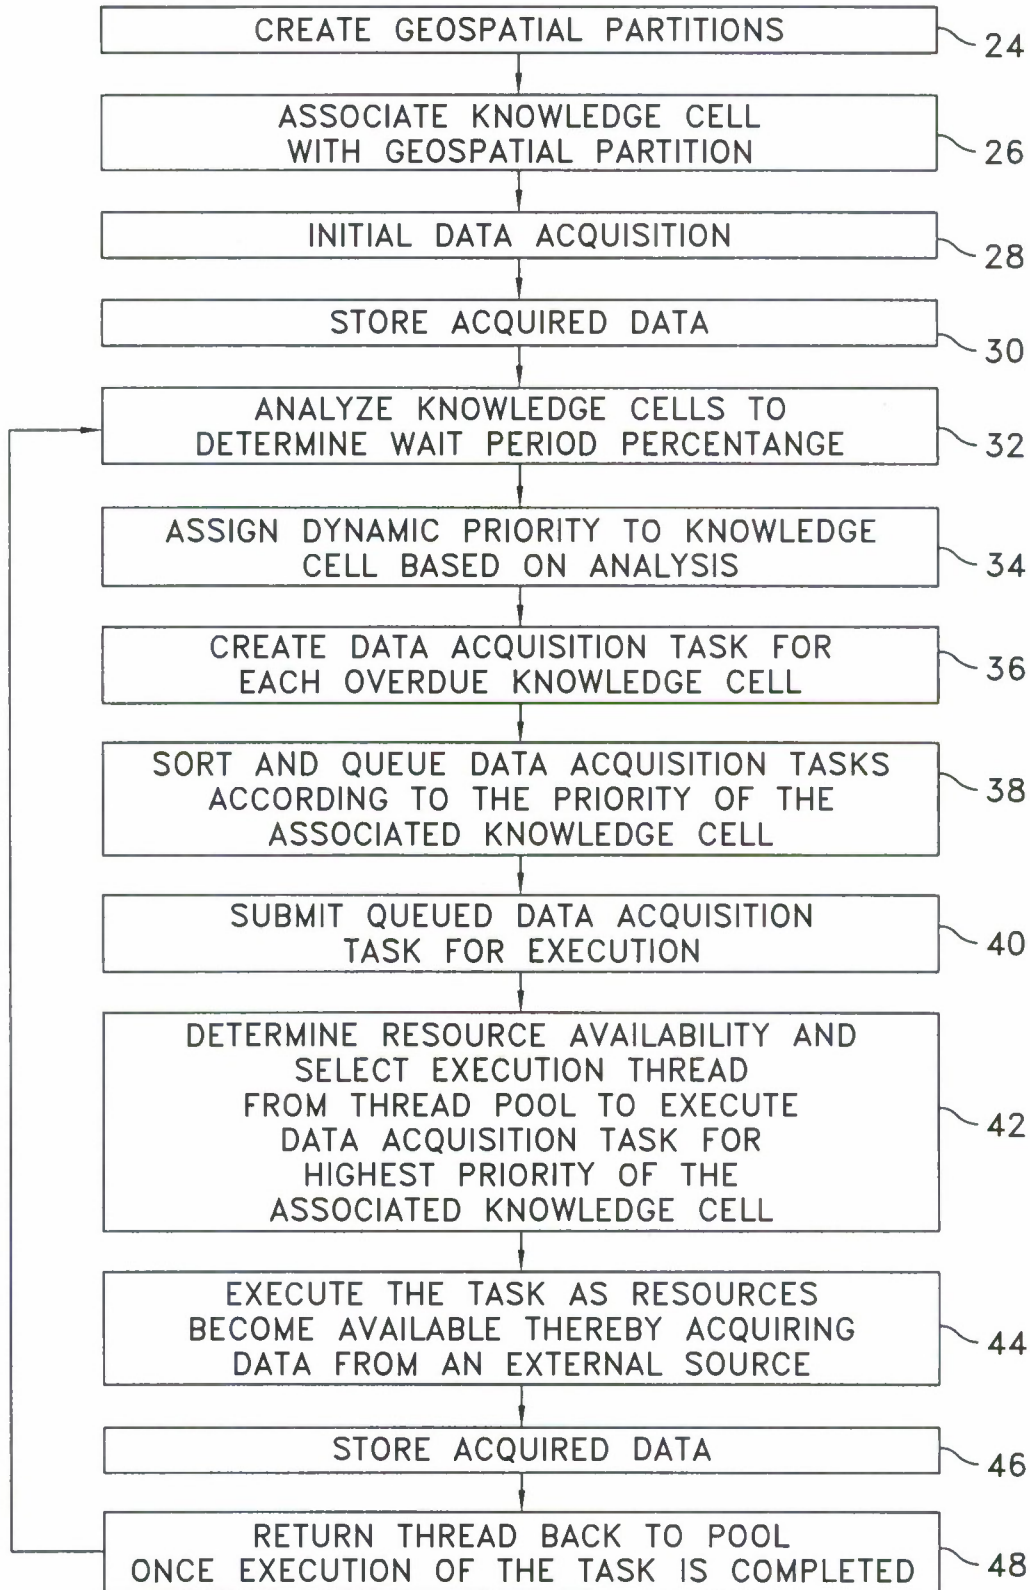 CREATE GEOSPATIAL PARTITIONS
24
ASSOCIATE KNOWLEDGE CELL
WITH GEOSPATIAL PARTITION
26
INITIAL DATA ACQUISITION
28
STORE ACQUIRED DATA
30
ANALYZE KNOWLEDGE CELLS TO
DETERMINE WAIT PERIOD PERCENTANGE
32
ASSIGN DYNAMIC PRIORITY TO KNOWLEDGE
CELL BASED ON ANALYSIS
34
CREATE DATA ACQUISITION TASK FOR
EACH OVERDUE KNOWLEDGE CELL
36
SORT AND QUEUE DATA ACQUISITION TASKS
ACCORDING TO THE PRIORITY OF THE
ASSOCIATED KNOWLEDGE CELL
38
SUBMIT QUEUED DATA ACQUISITION
TASK FOR EXECUTION
40
DETERMINE RESOURCE AVAILABILITY AND
SELECT EXECUTION THREAD
FROM THREAD POOL TO EXECUTE
DATA ACQUISITION TASK FOR
HIGHEST PRIORITY OF THE
ASSOCIATED KNOWLEDGE CELL
42
EXECUTE THE TASK AS RESOURCES
BECOME AVAILABLE THEREBY ACQUIRING
DATA FROM AN EXTERNAL SOURCE
44
STORE ACQUIRED DATA
46
RETURN THREAD BACK TO POOL
ONCE EXECUTION OF THE TASK IS COMPLETED
48